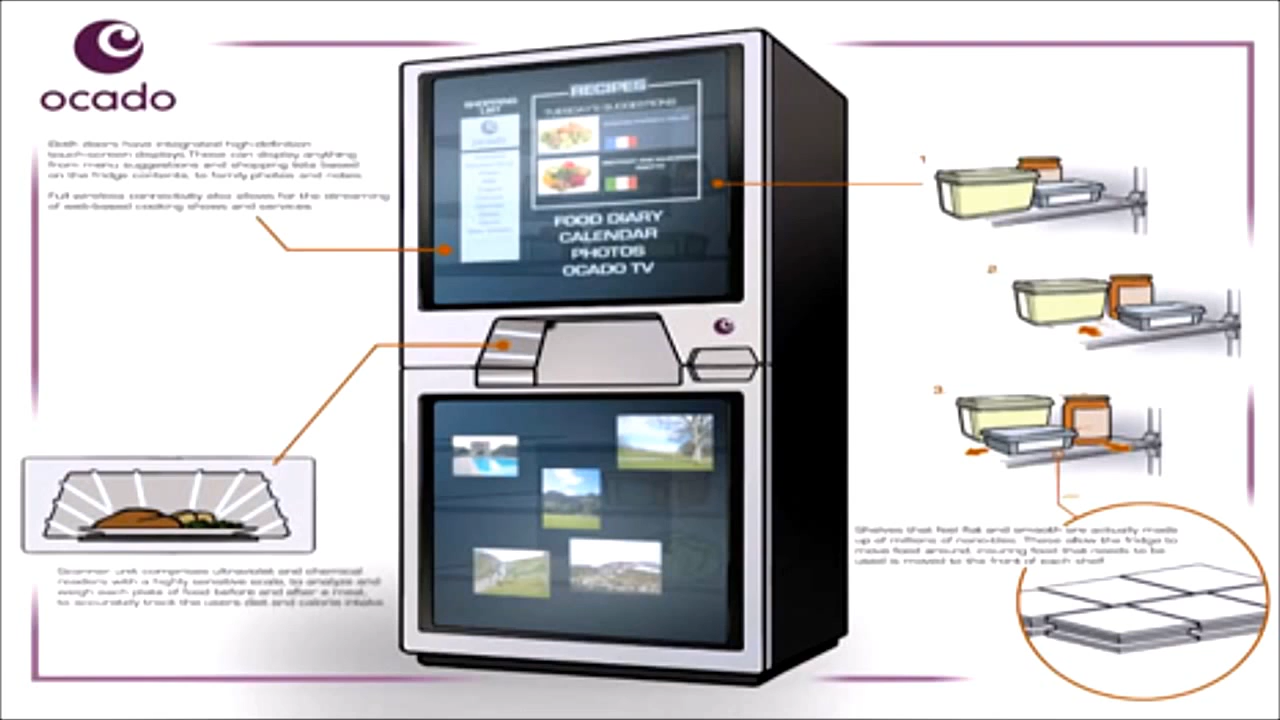 ocado
Both doors have integrated high-definition
touch-screen displays. These can display anything
from menu suggestions and shopping lists based
on the fridge contents, to family photos and notes.
Full wireless connectivity also allows for the streaming
of web-based cooking shows and services.
SHOPPING
LIST
RECIPES
TUESDAY'S SUGGESTIONS
FOOD DIARY
CALENDAR
PHOTOS
OCADO TV
1
2
3
Scanner unit comprises ultraviolet and chemical
readers with a highly sensitive scale, to analyze and
weigh each plate of food before and after a meal,
to accurately track the users diet and calorie intake.
Shelves that feel flat and smooth are actually made
up of millions of nano-tiles. These allow the fridge to
move food around, insuring food that needs to be
used is moved to the front of each shelf.